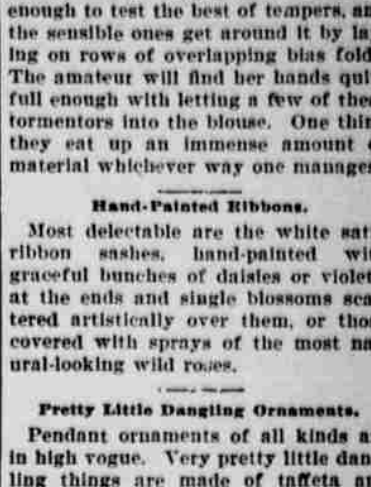 enough to test the best of tempers, an
the sensible ones get around it by la
ing on rows of overlapping bias fold
The amateur will find her hands qui
full enough with letting a few of the
tormentors into the blouse. One thin
they eat up an immense amount o
material whichever way one manage
Hand-Painted Ribbons.
Most delectable are the white sati
ribbon sashes, hand-painted wit
graceful bunches of daisies or violet
at the ends and single blossoms sca
tered artistically over them, or thos
covered with sprays of the most na
ural-looking wild roses.
Pretty Little Dangling Ornaments.
Pendant ornaments of all kinds a
in high vogue. Very pretty little dan
ling things are made of taffeta an